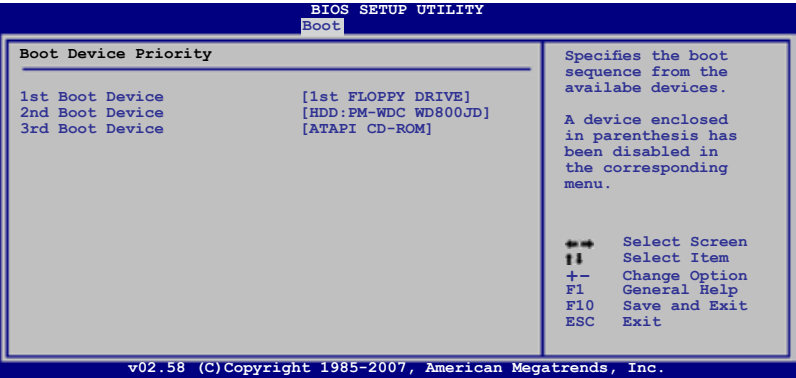 BIOS SETUP UTILITY
Boot
Boot Device Priority
1st Boot Device [1st FLOPPY DRIVE]
2nd Boot Device [HDD:PM-WDC WD800JD]
3rd Boot Device [ATAPI CD-ROM]
Specifies the boot
sequence from the
availabe devices.
A device enclosed
in parenthesis has
been disabled in
the corresponding
menu.
←→ Select Screen
↑↓ Select Item
+- Change Option
F1 General Help
F10 Save and Exit
ESC Exit
v02.58 (C)Copyright 1985-2007, American Megatrends, Inc.